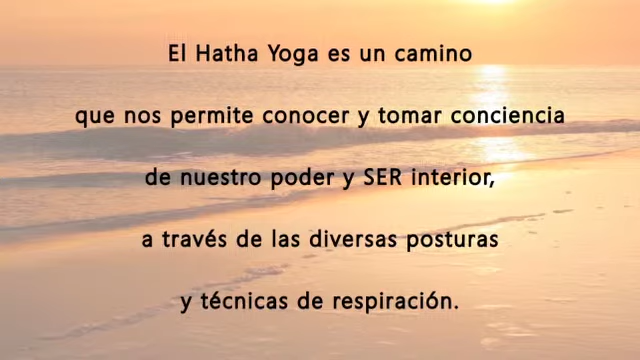 El Hatha Yoga es un camino
que nos permite conocer y tomar conciencia
de nuestro poder y SER interior,
a través de las diversas posturas
y técnicas de respiración.